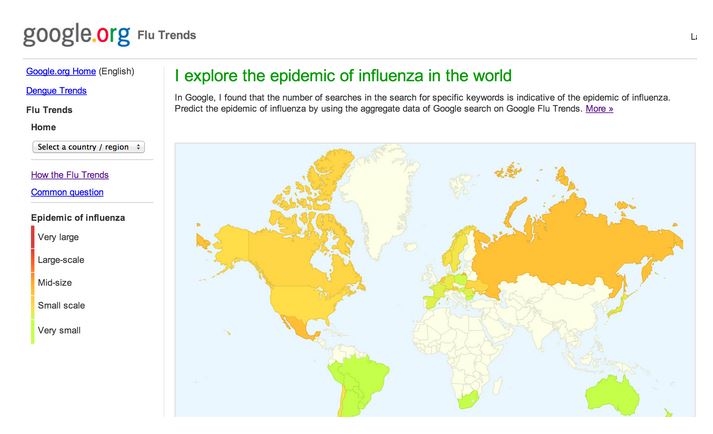 google.org Flu Trends
Google.org Home (English)
Dengue Trends
Flu Trends
Home
Select a country / region
How the Flu Trends
Common question
Epidemic of influenza
Very large
Large-scale
Mid-size
Small scale
Very small
I explore the epidemic of influenza in the world
In Google, I found that the number of searches in the search for specific keywords is indicative of the epidemic of influenza.
Predict the epidemic of influenza by using the aggregate data of Google search on Google Flu Trends. More »